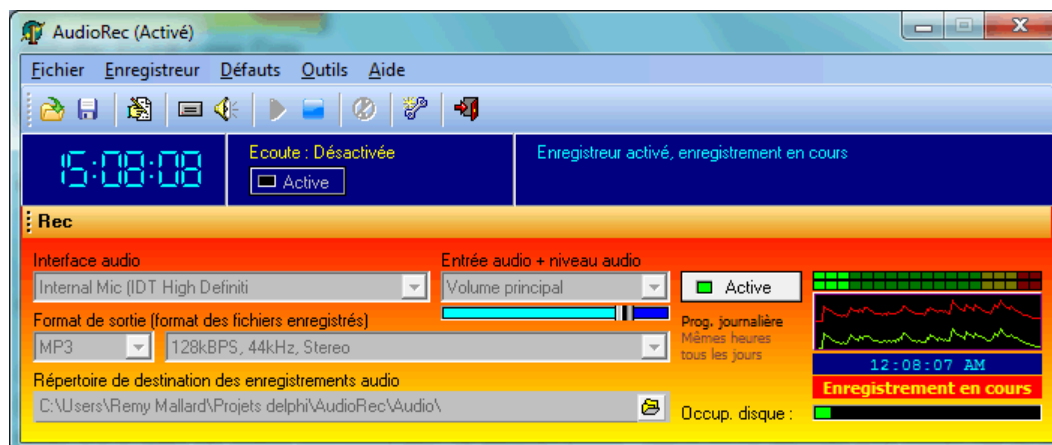 AudioRec (Activé)
Fichier Enregistreur Défauts Outils Aide
15:08:08
Ecoute : Désactivée
Active
Enregistreur activé, enregistrement en cours
Rec
Interface audio
Internal Mic (IDT High Definiti
Entrée audio + niveau audio
Volume principal
Active
Format de sortie (format des fichiers enregistrés)
MP3
128kBPS, 44kHz, Stereo
Prog. journalière
Mêmes heures
tous les jours
12:08:07 AM
Enregistrement en cours
Répertoire de destination des enregistrements audio
C:\Users\Remy Mallard\Projets delphi\AudioRec\Audio\
Occup. disque :